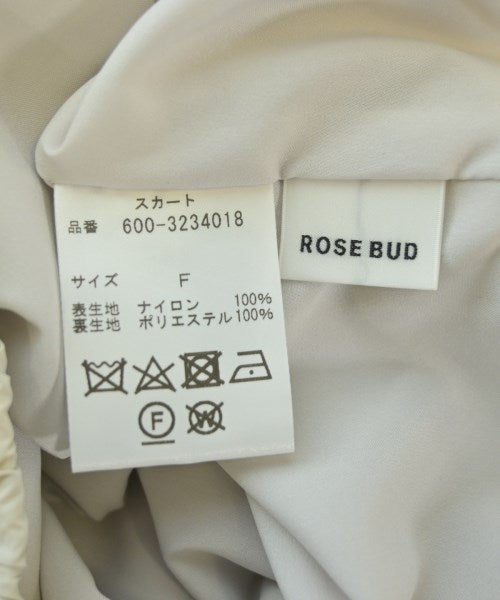 スカート
品番 600-3234018
サイズ F
表生地 ナイロン 100%
裏生地 ポリエステル 100%
F
W
ROSE BUD